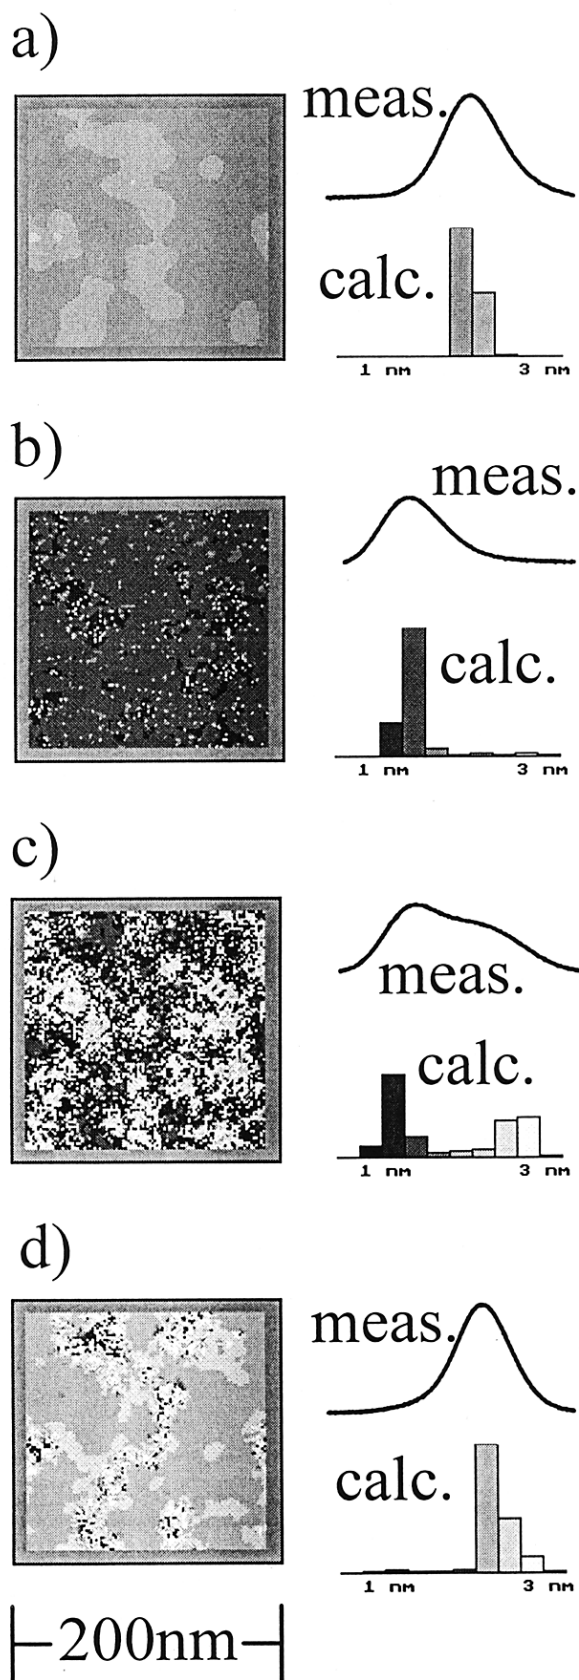 a)
meas.
calc.
1 nm 3 nm
b)
meas.
calc.
1 nm 3 nm
c)
meas.
calc.
1 nm 3 nm
d)
meas.
calc.
1 nm 3 nm
200nm